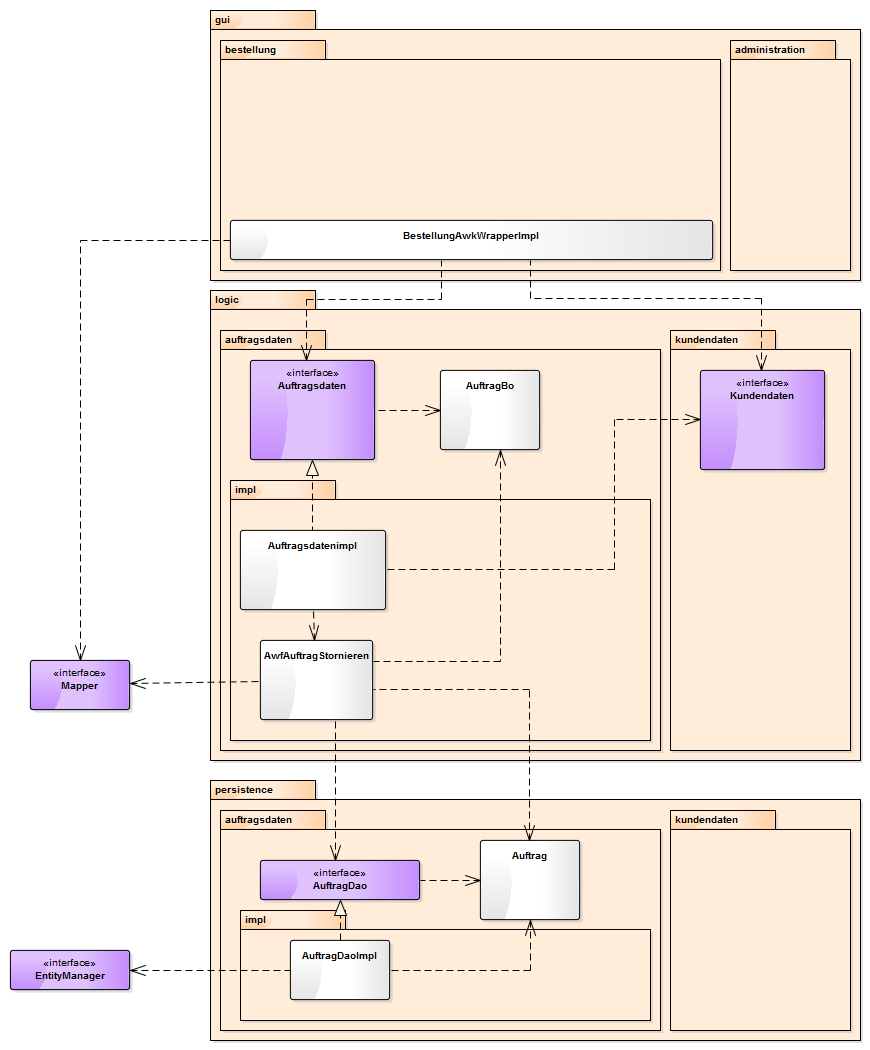 gui
bestellung
administration
BestellungAwkWrapperImpl
logic
auftragsdaten
kundendaten
«interface»
Auftragsdaten
AuftragBo
«interface»
Kundendaten
impl
Auftragsdatenimpl
AwfAuftragStornieren
«interface»
Mapper
persistence
auftragsdaten
kundendaten
«interface»
AuftragDao
Auftrag
impl
AuftragDaoImpl
«interface»
EntityManager